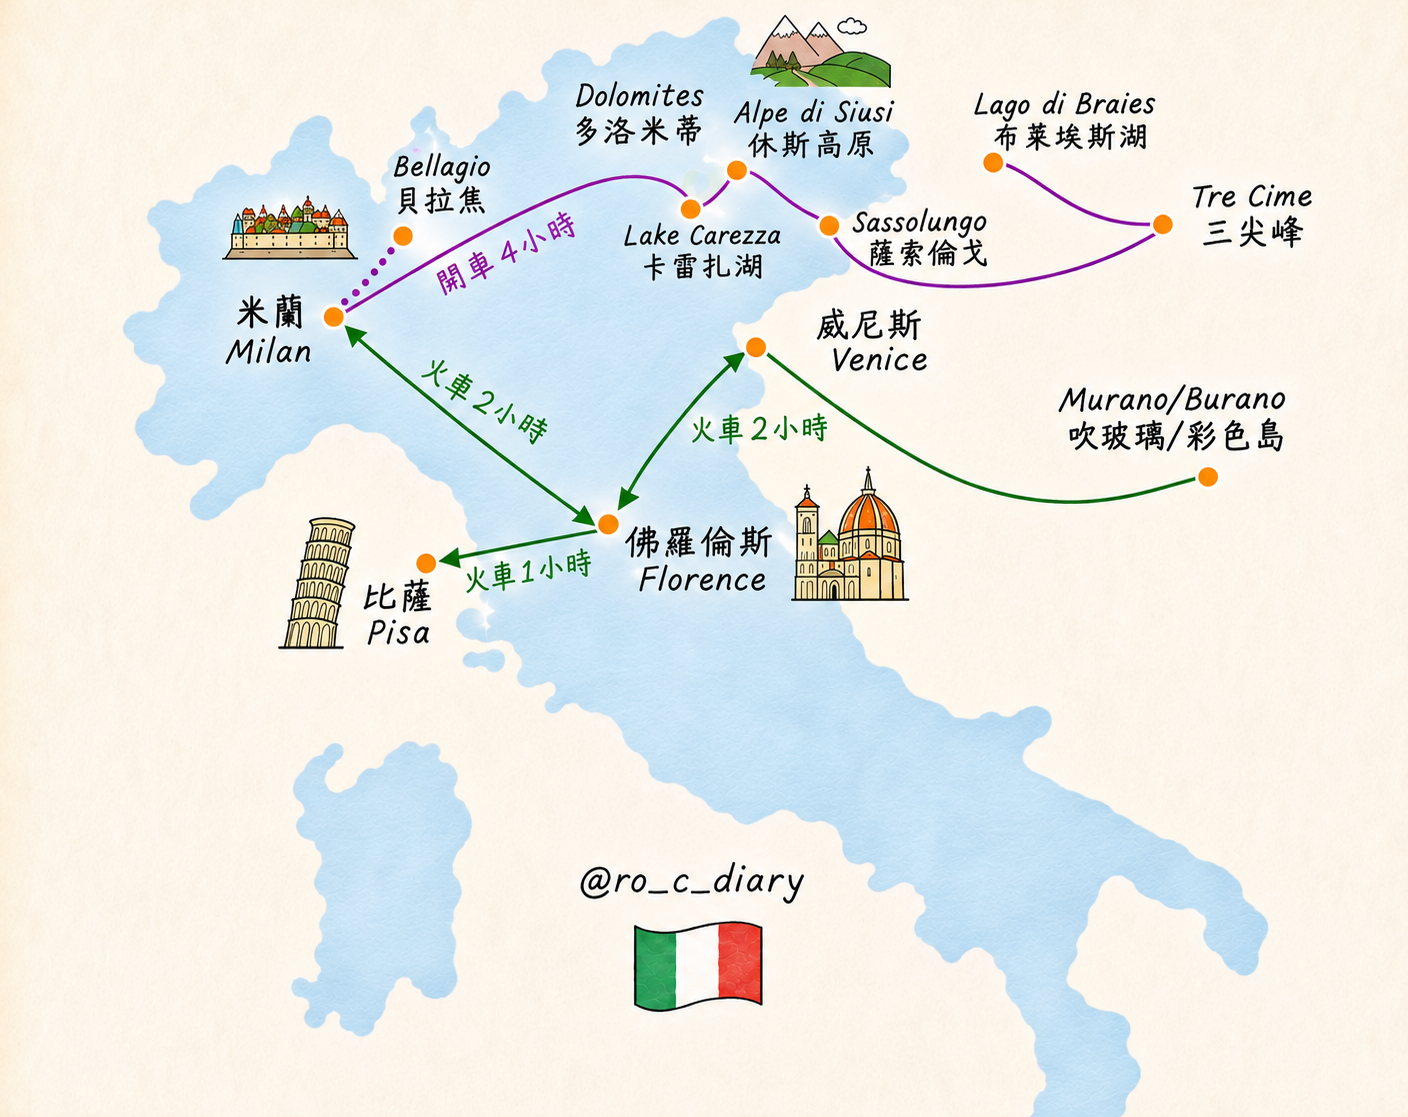 Dolomites
多洛米蒂
Alpe di Siusi
休斯高原
Lago di Braies
布萊埃斯湖
Bellagio
貝拉焦
Tre Cime
三尖峰
Lake Carezza
卡雷扎湖
Sassolungo
薩索倫戈
開車4小時
米蘭
Milan
威尼斯
Venice
火車2小時
火車2小時
Murano/Burano
吹玻璃/彩色島
佛羅倫斯
Florence
火車1小時
比薩
Pisa
@ro_c_diary